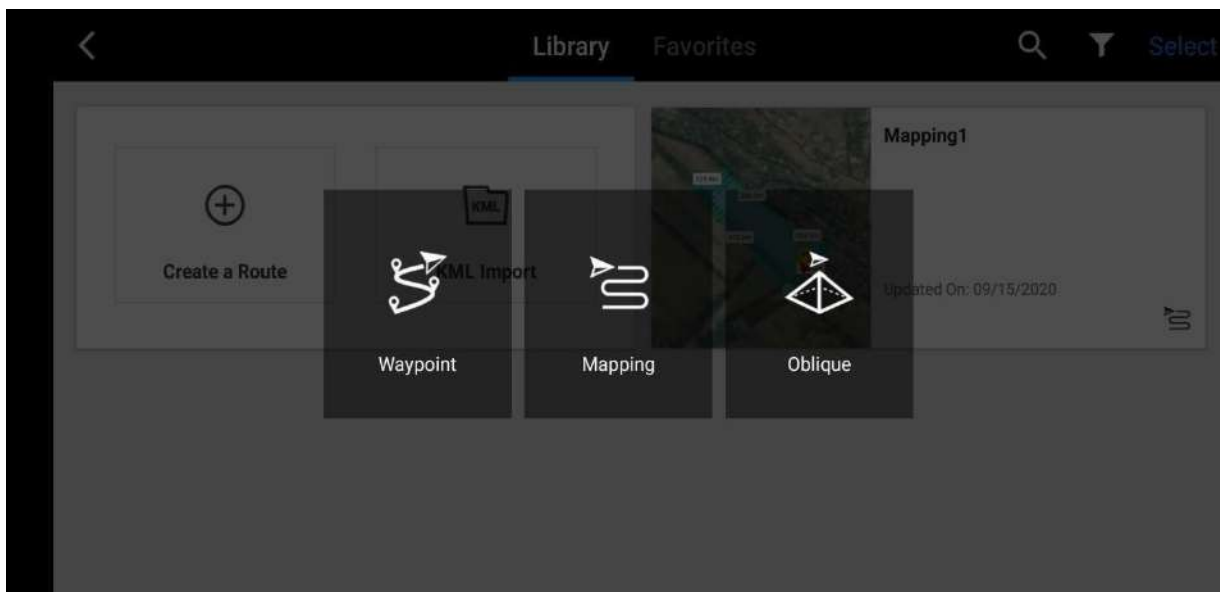 Library
Favorites
Select
Mapping1
KML
Create a Route
KML Import
Updated On: 09/15/2020
Waypoint
Mapping
Oblique